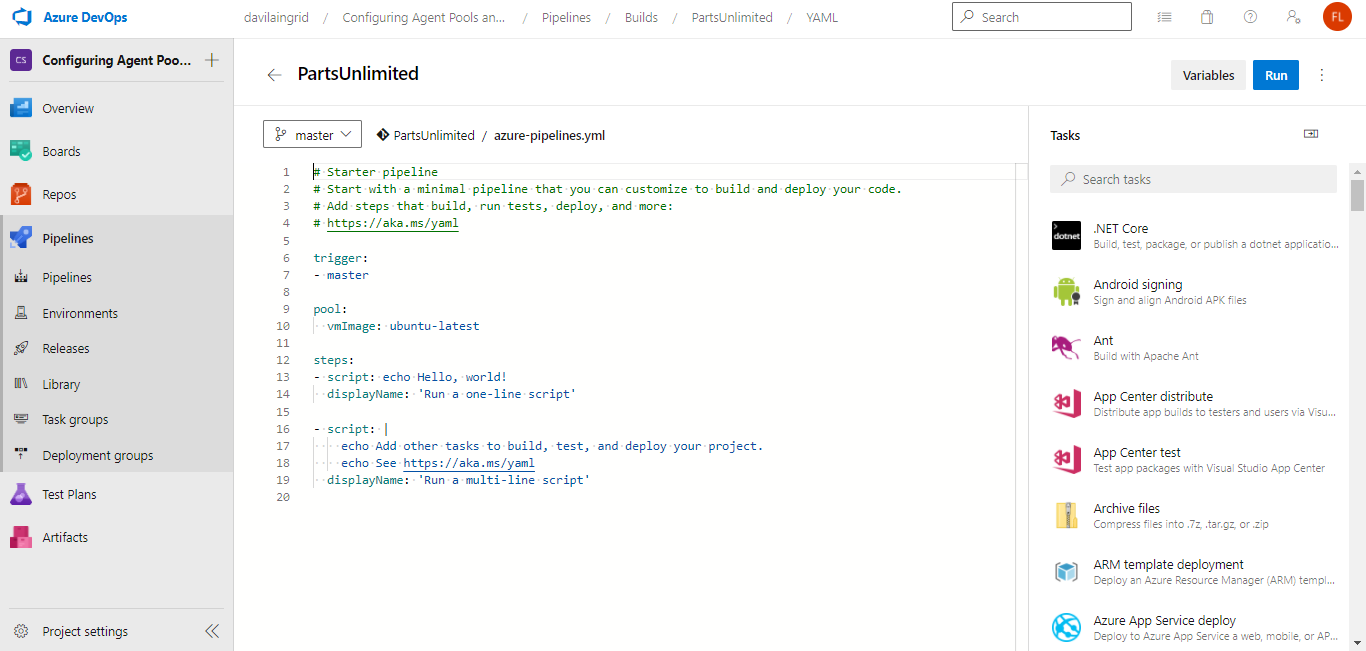 Azure DevOps
davilaingrid / Configuring Agent Pools an... / Pipelines / Builds / PartsUnlimited / YAML
Search
FL
CS
Configuring Agent Poo...
Overview
Boards
Repos
Pipelines
Pipelines
Environments
Releases
Library
Task groups
Deployment groups
Test Plans
Artifacts
Project settings
PartsUnlimited
Variables
Run
master
PartsUnlimited / azure-pipelines.yml
1 # Starter pipeline
2 # Start with a minimal pipeline that you can customize to build and deploy your code.
3 # Add steps that build, run tests, deploy, and more:
4 # https://aka.ms/yaml
5
6 trigger:
7 - master
8
9 pool:
10   vmImage: ubuntu-latest
11
12 steps:
13 - script: echo Hello, world!
14   displayName: 'Run a one-line script'
15
16 - script: |
17     echo Add other tasks to build, test, and deploy your project.
18     echo See https://aka.ms/yaml
19   displayName: 'Run a multi-line script'
20
Tasks
Search tasks
dotnet
.NET Core
Build, test, package, or publish a dotnet applicatio...
Android signing
Sign and align Android APK files
Ant
Build with Apache Ant
App Center distribute
Distribute app builds to testers and users via Visu...
App Center test
Test app packages with Visual Studio App Center
Archive files
Compress files into .7z, .tar.gz, or .zip
ARM template deployment
Deploy an Azure Resource Manager (ARM) templ...
Azure App Service deploy
Deploy to Azure App Service a web, mobile, or AP...